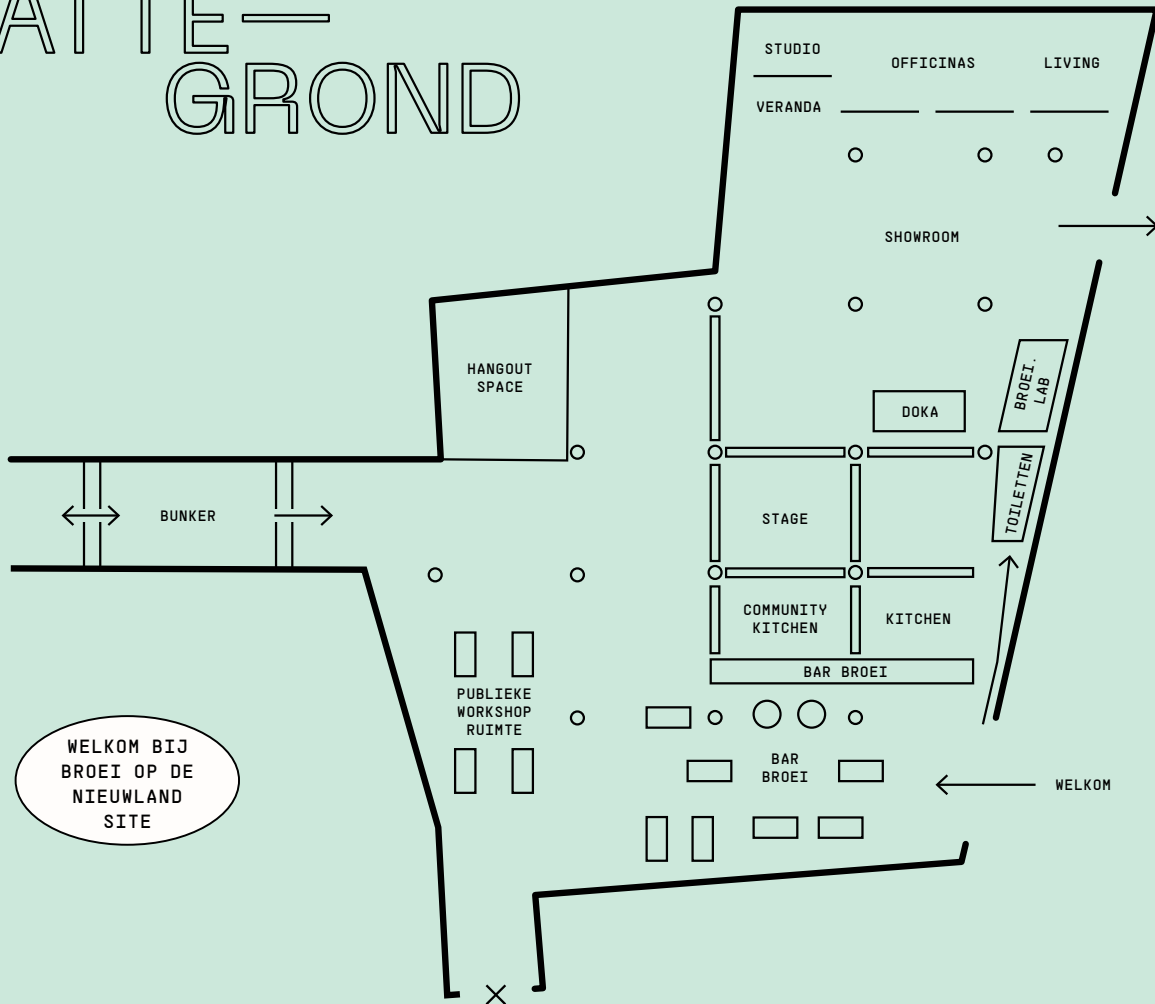 ATTE—
GROND
STUDIO
OFFICINAS
LIVING
VERANDA
SHOWROOM
HANGOUT
SPACE
BROEI.
LAB
DOKA
TOILETTEN
BUNKER
STAGE
COMMUNITY
KITCHEN
KITCHEN
BAR BROEI
PUBLIEKE
WORKSHOP
RUIMTE
BAR
BROEI
WELKOM
WELKOM BIJ
BROEI OP DE
NIEUWLAND
SITE